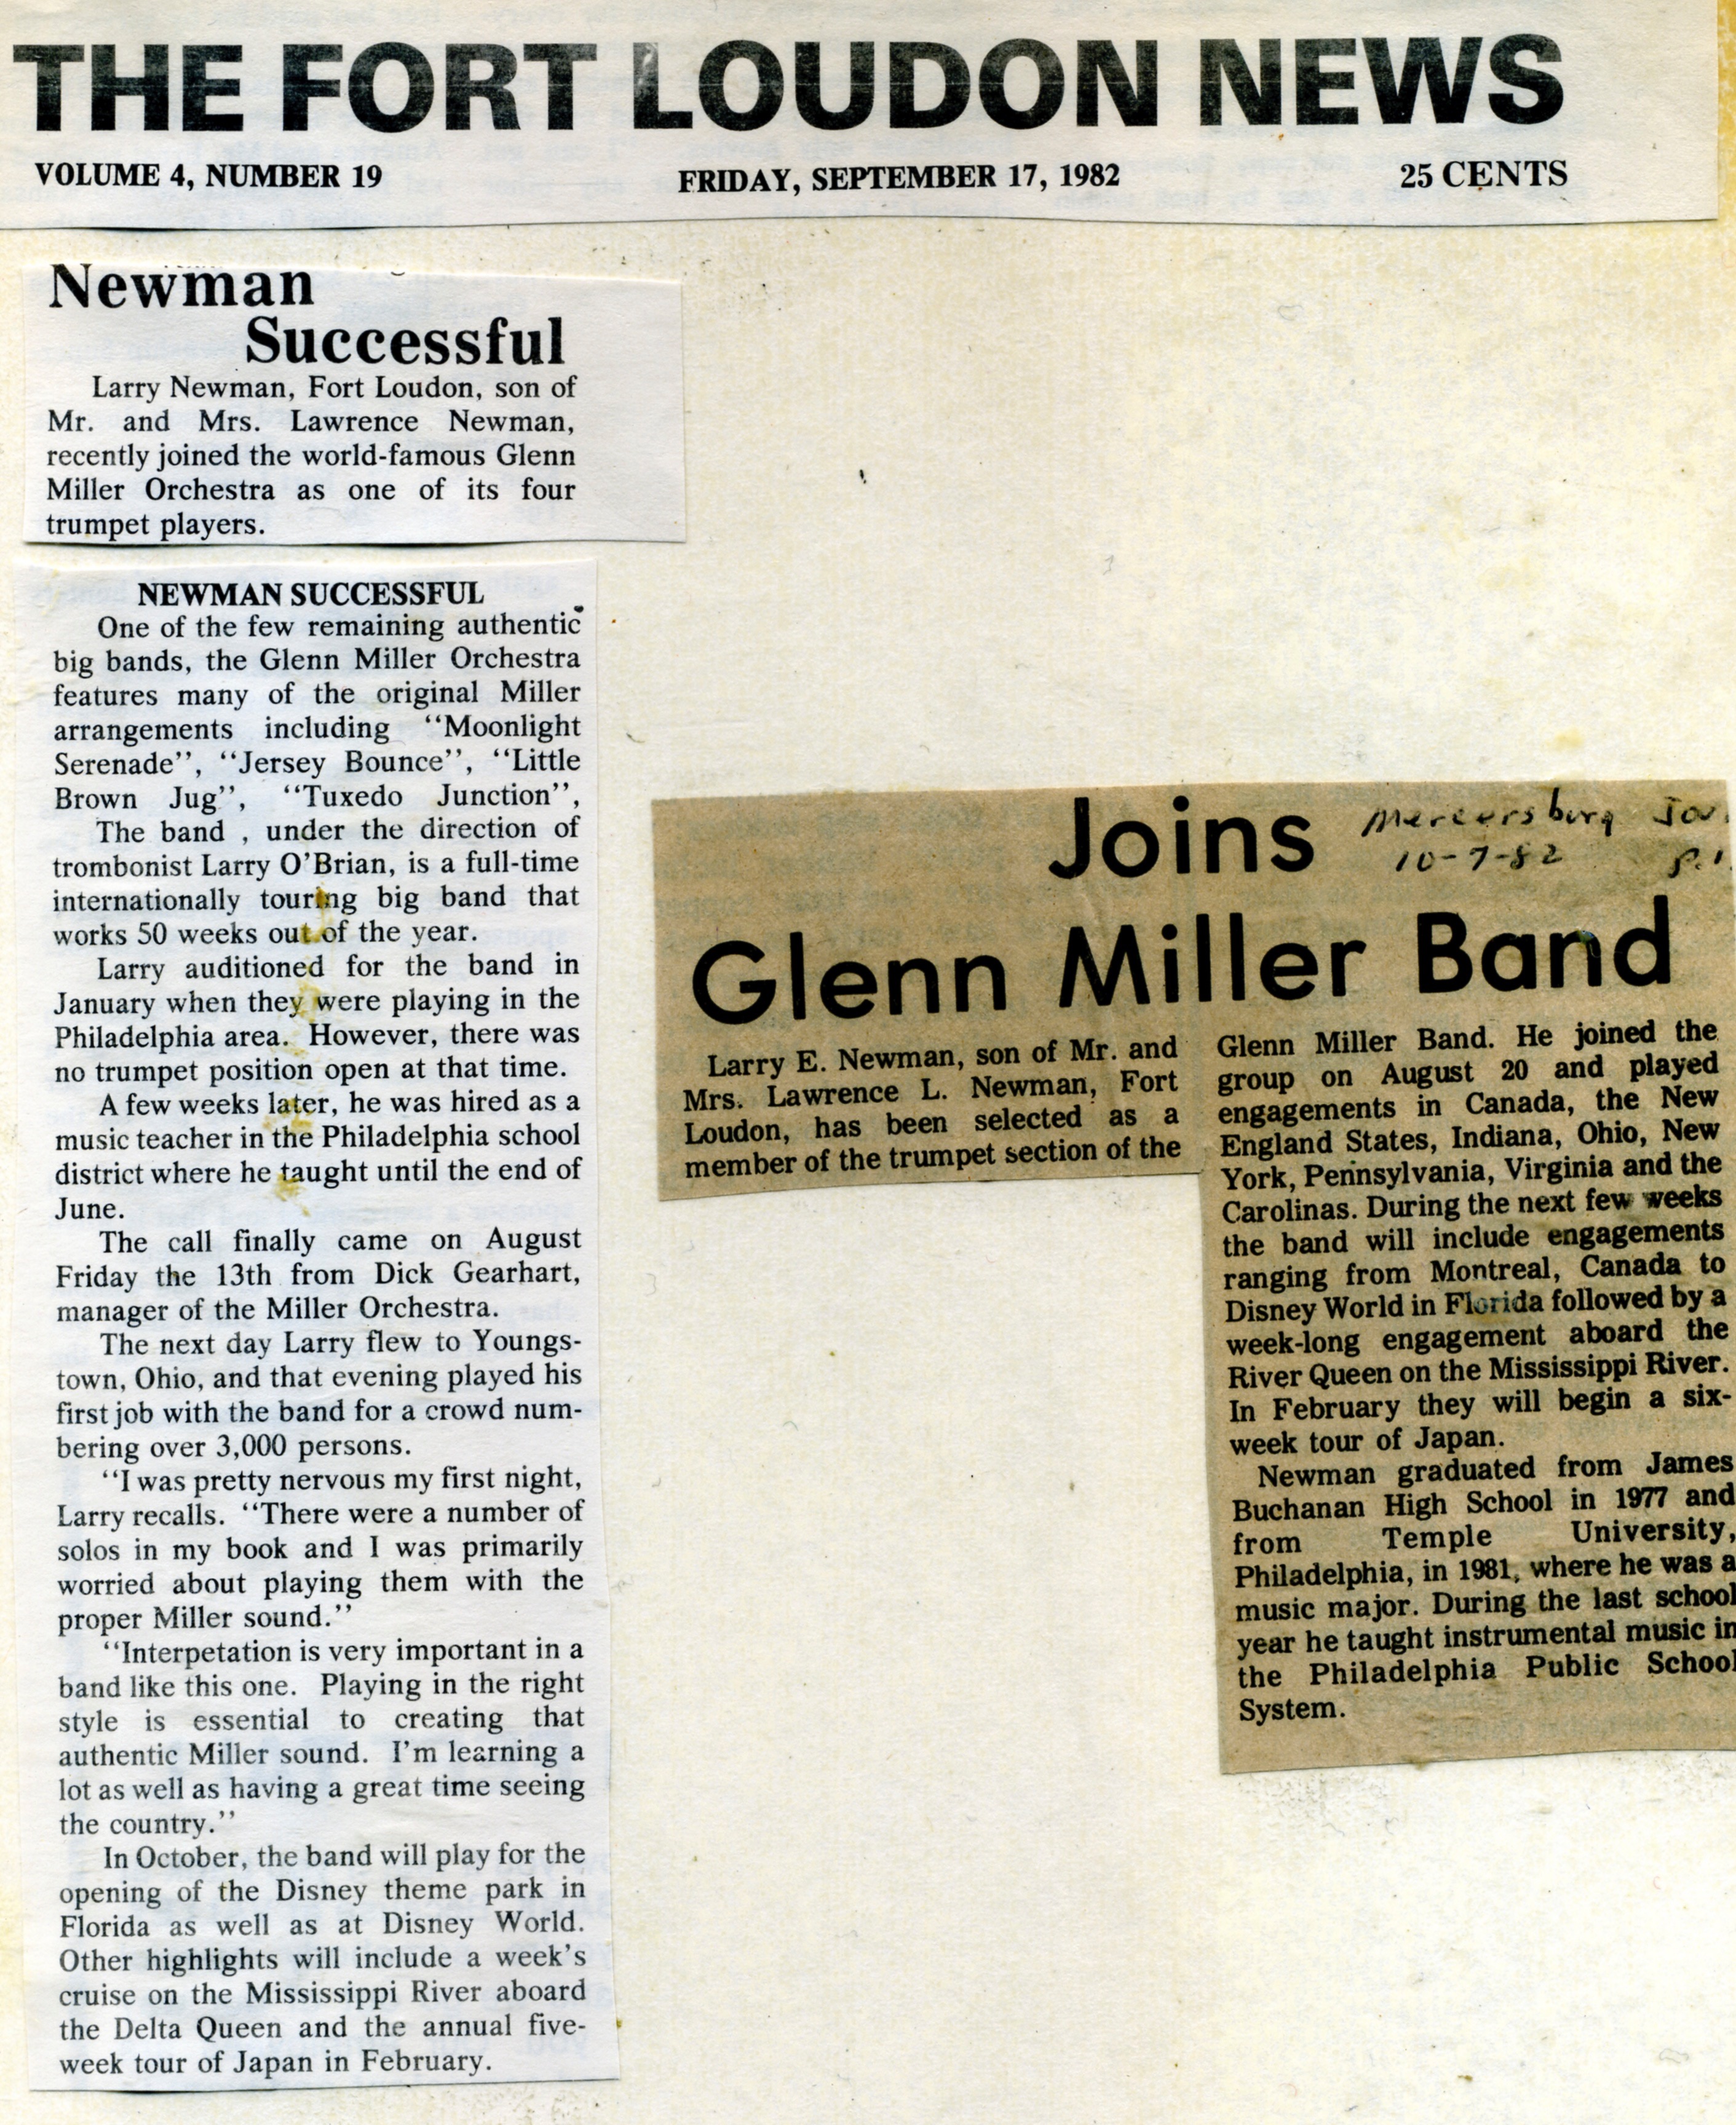 THE FORT LOUDON NEWS
VOLUME 4, NUMBER 19 FRIDAY, SEPTEMBER 17, 1982 25 CENTS
Newman
Successful
Larry Newman, Fort Loudon, son of
Mr. and Mrs. Lawrence Newman,
recently joined the world-famous Glenn
Miller Orchestra as one of its four
trumpet players.
NEWMAN SUCCESSFUL
One of the few remaining authentic
big bands, the Glenn Miller Orchestra
features many of the original Miller
arrangements including “Moonlight
Serenade”, “Jersey Bounce”, “Little
Brown Jug”, “Tuxedo Junction”,
The band , under the direction of
trombonist Larry O’Brian, is a full-time
internationally touring big band that
works 50 weeks out of the year.
Larry auditioned for the band in
January when they were playing in the
Philadelphia area. However, there was
no trumpet position open at that time.
A few weeks later, he was hired as a
music teacher in the Philadelphia school
district where he taught until the end of
June.
The call finally came on August
Friday the 13th from Dick Gearhart,
manager of the Miller Orchestra.
The next day Larry flew to Youngs-
town, Ohio, and that evening played his
first job with the band for a crowd num-
bering over 3,000 persons.
“I was pretty nervous my first night,
Larry recalls. “There were a number of
solos in my book and I was primarily
worried about playing them with the
proper Miller sound.”
“Interpetation is very important in a
band like this one. Playing in the right
style is essential to creating that
authentic Miller sound. I’m learning a
lot as well as having a great time seeing
the country.”
In October, the band will play for the
opening of the Disney theme park in
Florida as well as at Disney World.
Other highlights will include a week’s
cruise on the Mississippi River aboard
the Delta Queen and the annual five-
week tour of Japan in February.
Mercersburg Jou.
10-7-82 p.1
Joins
Glenn Miller Band
Larry E. Newman, son of Mr. and
Mrs. Lawrence L. Newman, Fort
Loudon, has been selected as a
member of the trumpet section of the
Glenn Miller Band. He joined the
group on August 20 and played
engagements in Canada, the New
England States, Indiana, Ohio, New
York, Pennsylvania, Virginia and the
Carolinas. During the next few weeks
the band will include engagements
ranging from Montreal, Canada to
Disney World in Florida followed by a
week-long engagement aboard the
River Queen on the Mississippi River.
In February they will begin a six-
week tour of Japan.
Newman graduated from James
Buchanan High School in 1977 and
from Temple University,
Philadelphia, in 1981, where he was a
music major. During the last school
year he taught instrumental music in
the Philadelphia Public School
System.